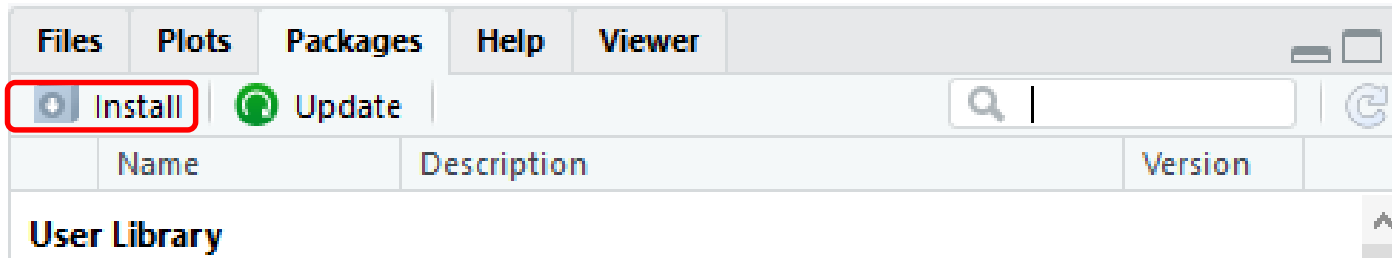 Files Plots Packages Help Viewer
Install Update
Name Description Version
User Library